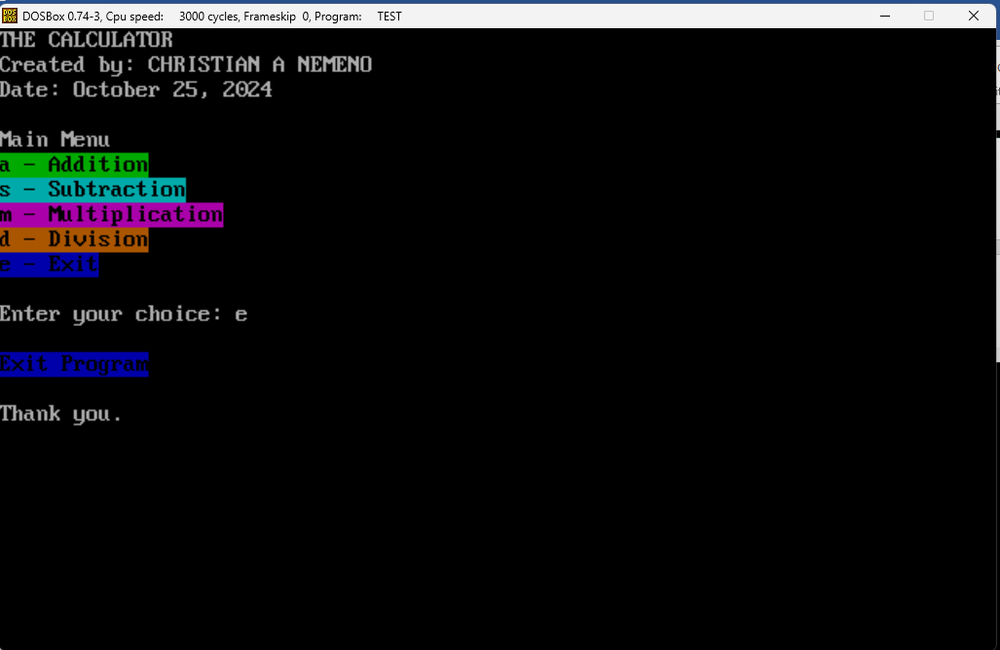 DOSBox 0.74-3, Cpu speed: 3000 cycles, Frameskip 0, Program: TEST
THE CALCULATOR
Created by: CHRISTIAN A NEMENO
Date: October 25, 2024
Main Menu
a - Addition
s - Subtraction
m - Multiplication
d - Division
e - Exit
Enter your choice: e
Exit Program
Thank you.